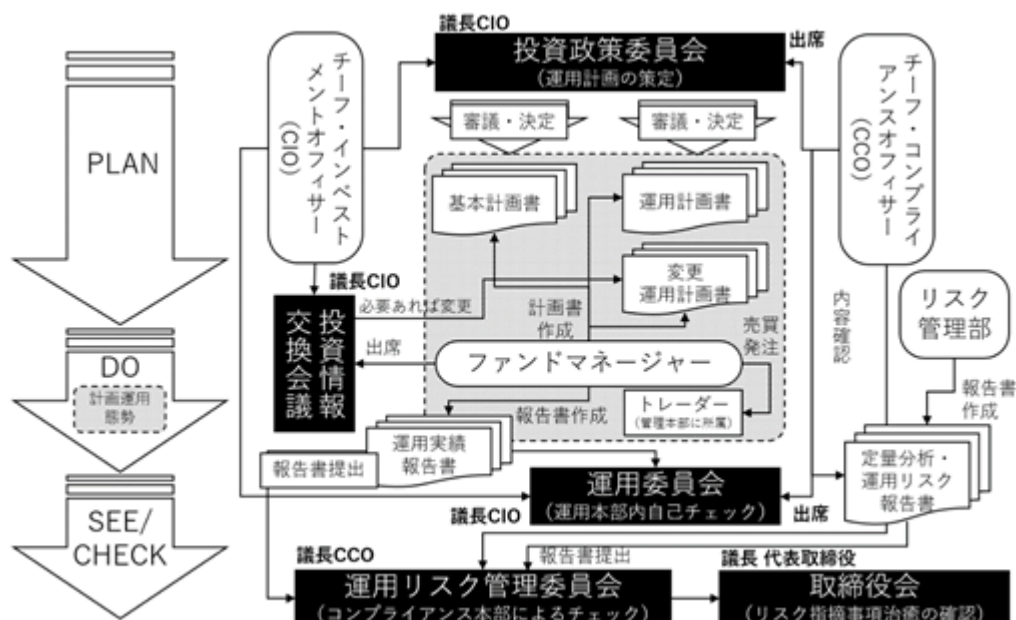 PLAN
DO
計画運用
態勢
SEE/
CHECK
チーフ・インベスト
メントオフィサー
(CIO)
議長CIO
投資政策委員会
(運用計画の策定)
出席
チーフ・コンプライ
アンスオフィサー
(CCO)
審議・決定
審議・決定
基本計画書
運用計画書
変更
運用計画書
議長CIO
必要あれば変更
投資情報
交換会議
計画書
作成
売買
発注
内容確認
リスク
管理部
出席
ファンドマネージャー
報告書作成
トレーダー
(管理本部に所属)
報告書
作成
運用実績
報告書
報告書提出
定量分析・
運用リスク
報告書
運用委員会
(運用本部内自己チェック)
議長CIO
出席
議長CCO
報告書提出
議長 代表取締役
運用リスク管理委員会
(コンプライアンス本部によるチェック)
取締役会
(リスク指摘事項治癒の確認)